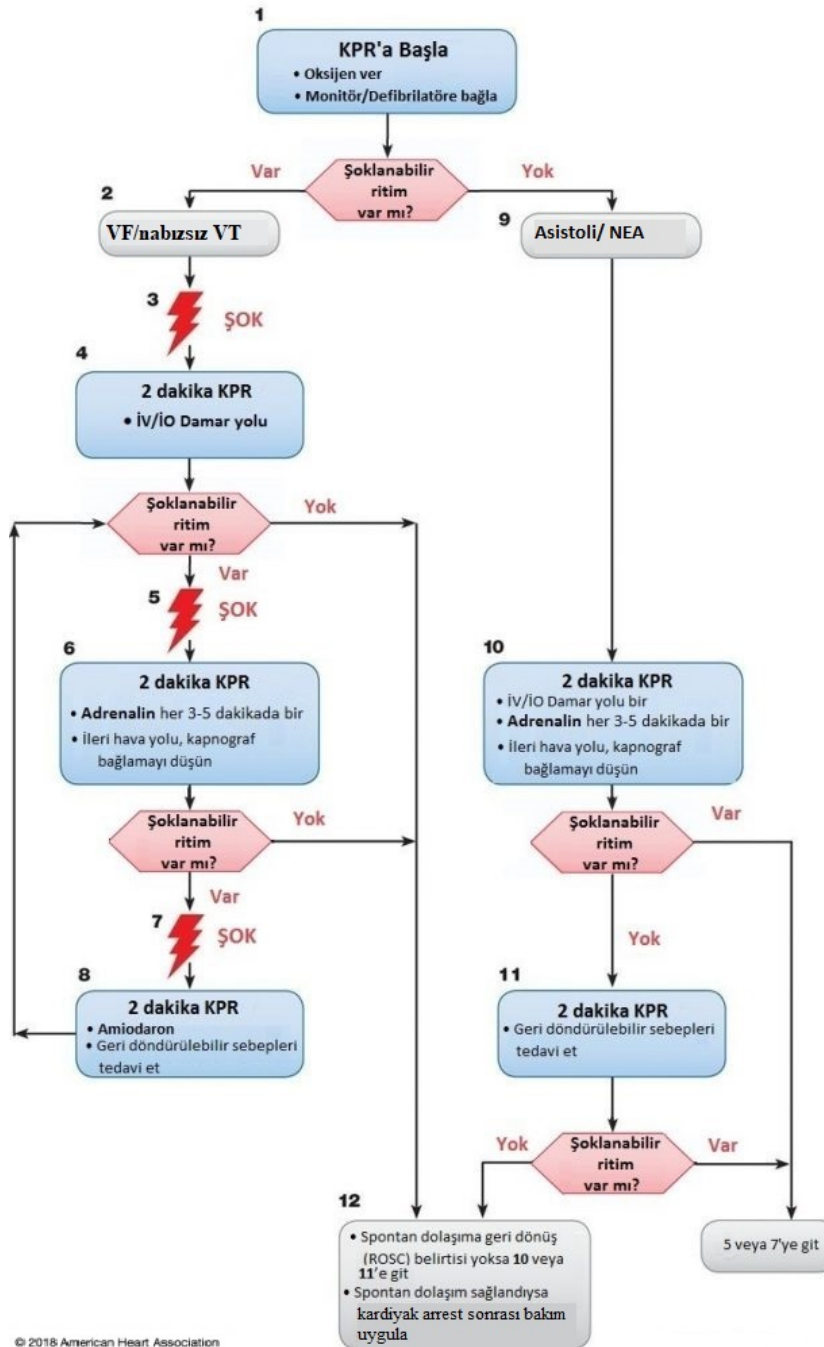 1
KPR'a Başla
• Oksijen ver
• Monitör/Defibrilatöre bağla
Var
Şoklanabilir
ritim
var mı?
Yok
2
VF/nabızsız VT
9
Asistoli/ NEA
3
ŞOK
4
2 dakika KPR
• İV/İO Damar yolu
Şoklanabilir
ritim
var mı?
Yok
Var
5
ŞOK
6
2 dakika KPR
• Adrenalin her 3-5 dakikada bir
• İleri hava yolu, kapnograf
bağlamayı düşün
10
2 dakika KPR
• İV/İO Damar yolu bir
• Adrenalin her 3-5 dakikada bir
• İleri hava yolu, kapnograf
bağlamayı düşün
Şoklanabilir
ritim
var mı?
Yok
Var
7
ŞOK
Şoklanabilir
ritim
var mı?
Var
Yok
8
2 dakika KPR
• Amiodaron
• Geri döndürülebilir sebepleri
tedavi et
11
2 dakika KPR
• Geri döndürülebilir sebepleri
tedavi et
Yok
Şoklanabilir
ritim
var mı?
Var
12
• Spontan dolaşıma geri dönüş
(ROSC) belirtisi yoksa 10 veya
11'e git
• Spontan dolaşım sağlandıysa
kardiyak arrest sonrası bakım
uygula
5 veya 7'ye git
© 2018 American Heart Association